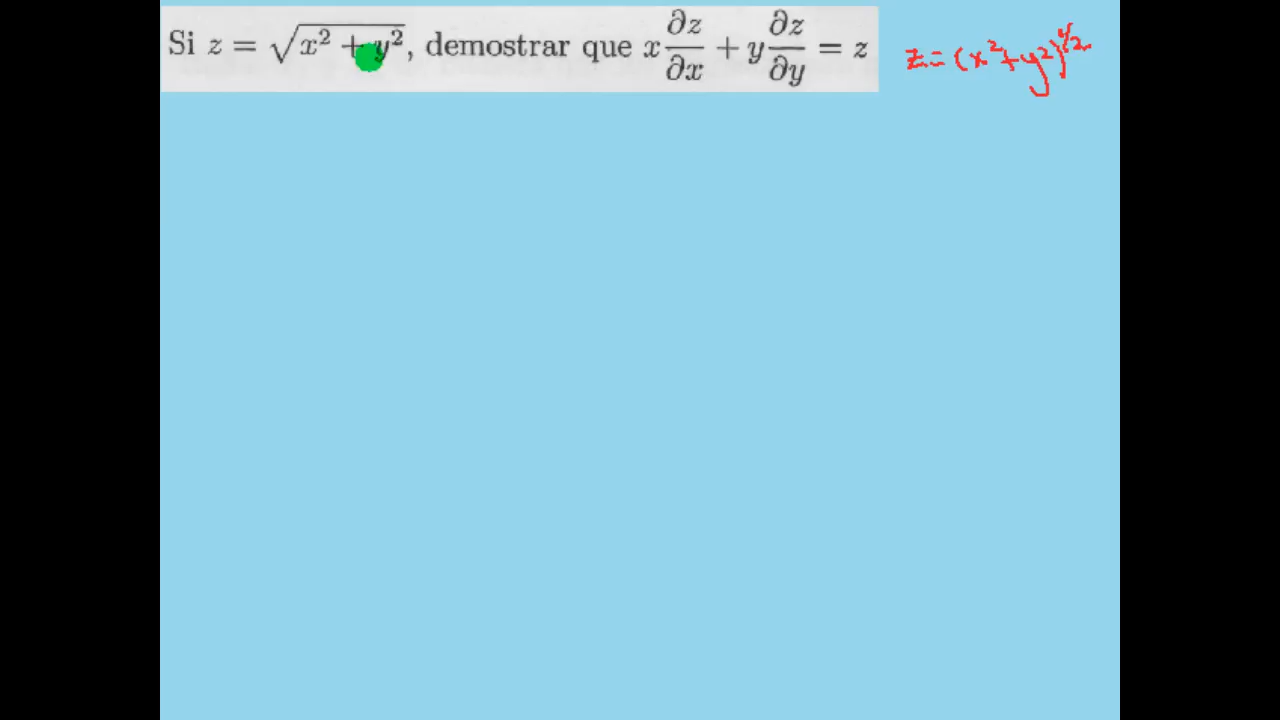 Si z = √(x² + y²), demostrar que x ∂z/∂x + y ∂z/∂y = z
z = (x² + y²)^1/2